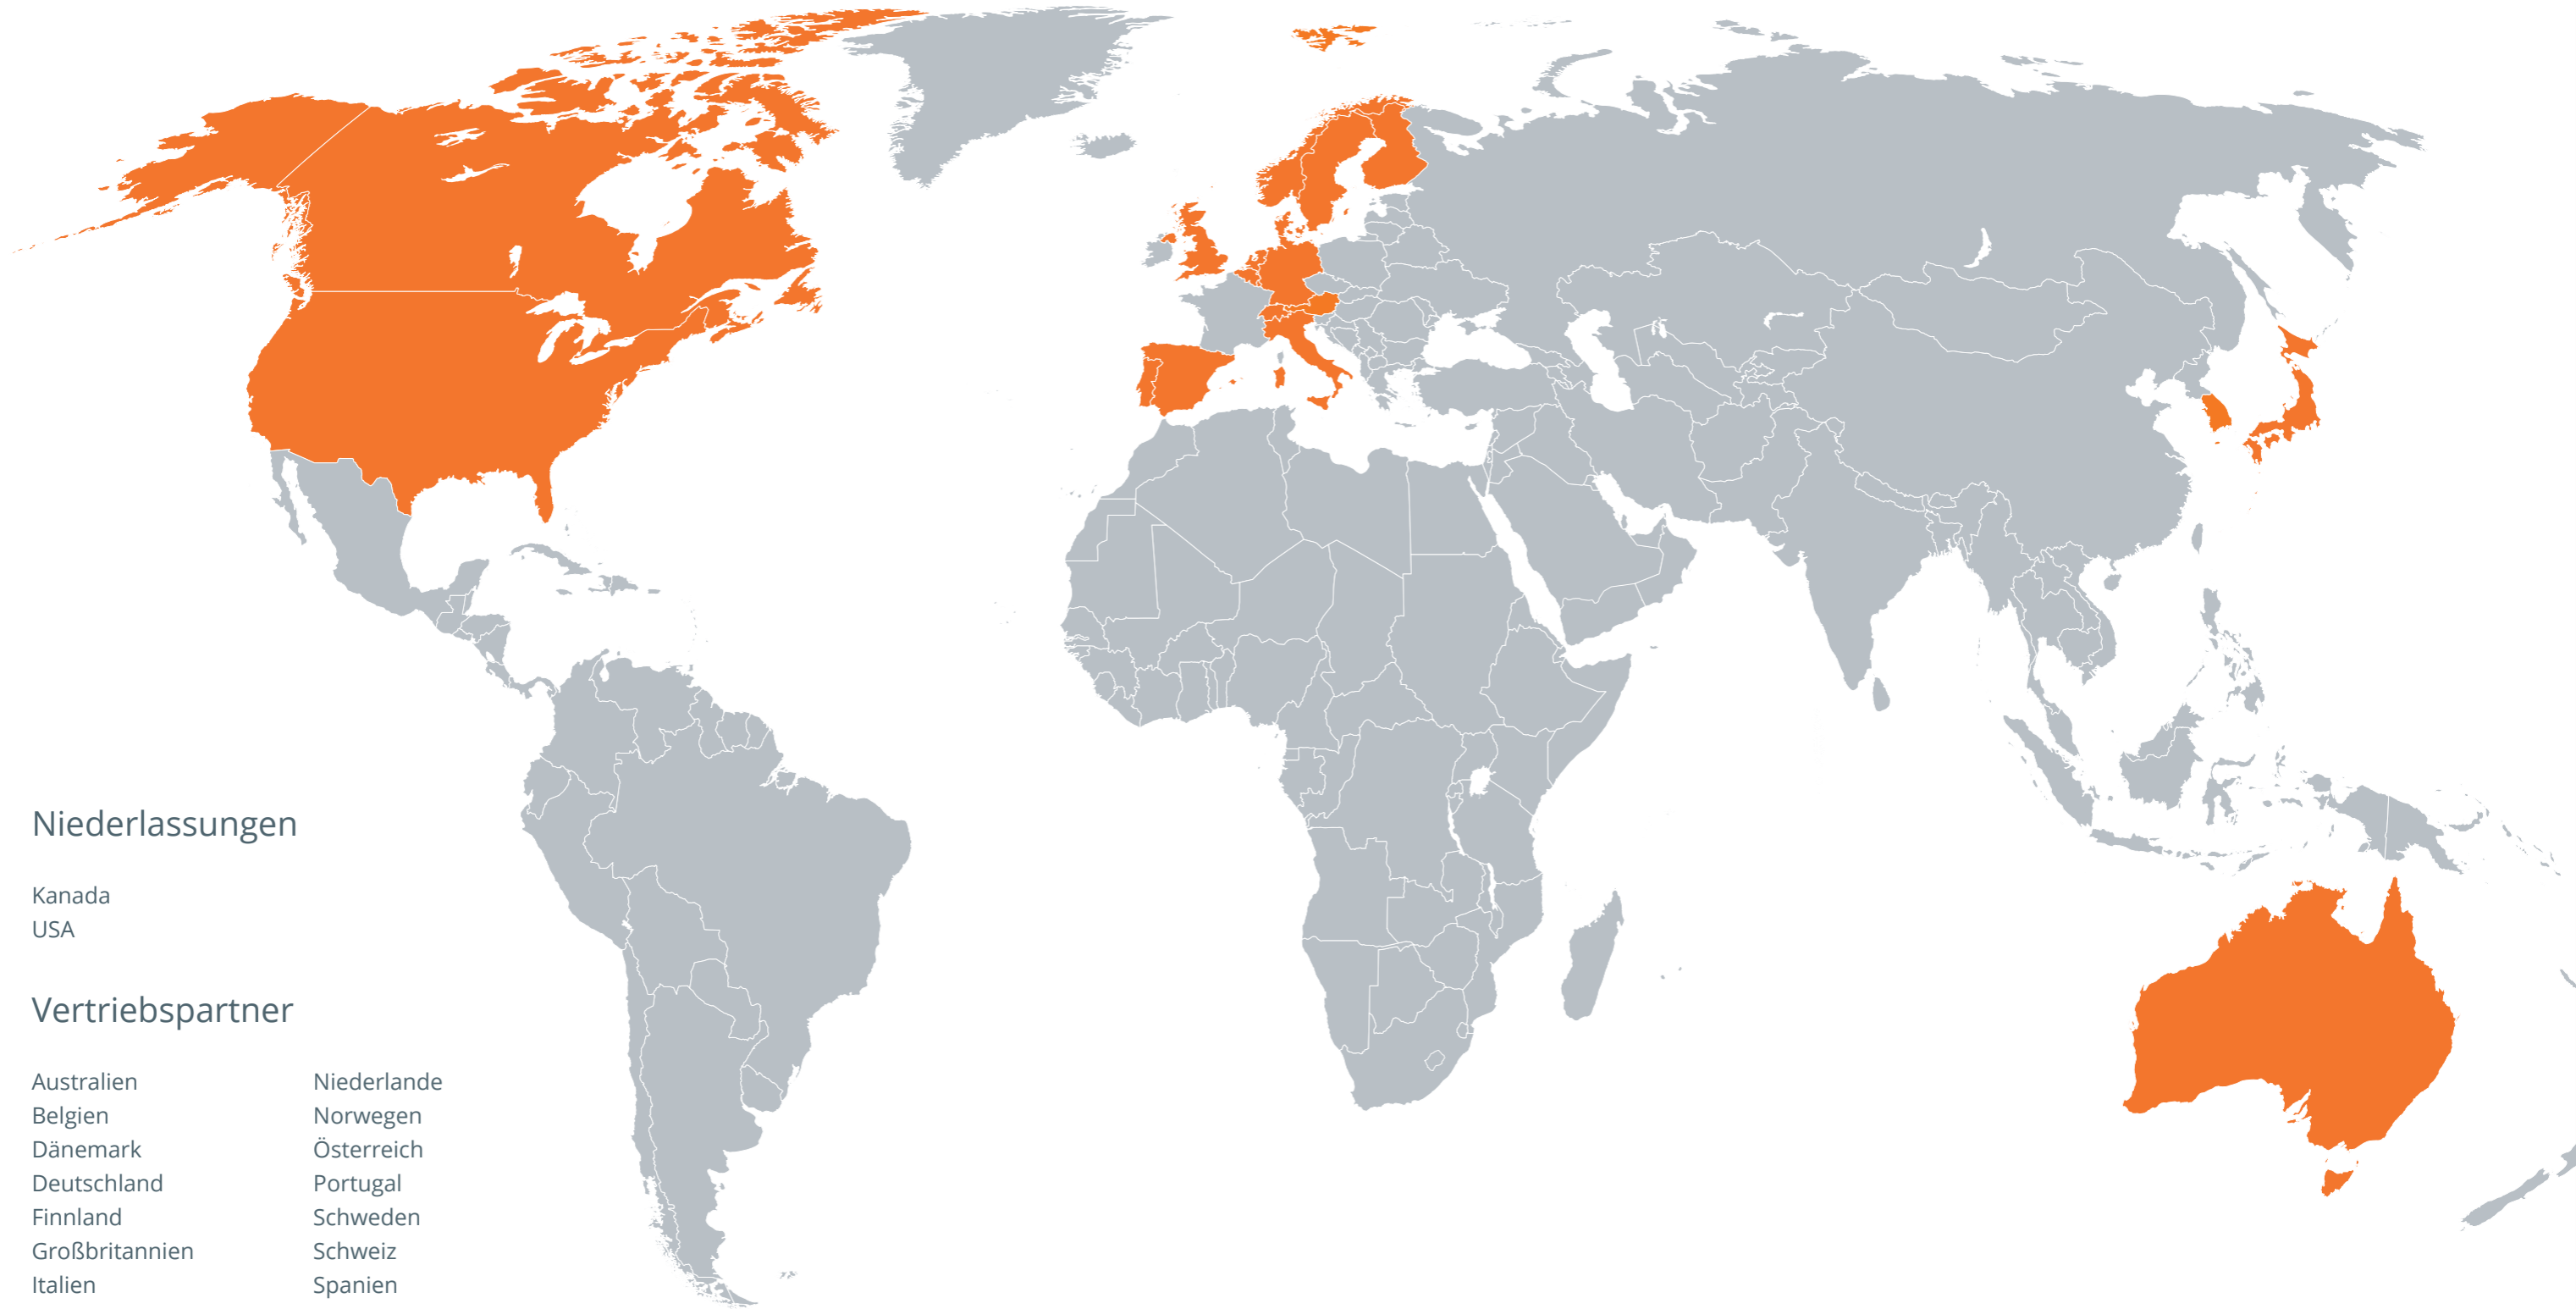 Niederlassungen
Kanada
USA
Vertriebspartner
Australien
Belgien
Dänemark
Deutschland
Finnland
Großbritannien
Italien
Niederlande
Norwegen
Österreich
Portugal
Schweden
Schweiz
Spanien